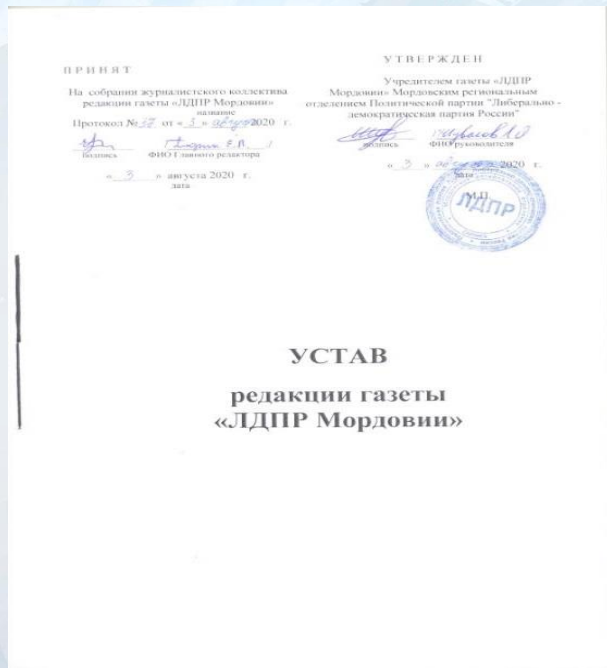 ПРИНЯТ
На собрании журналистского коллектива
редакции газеты «ЛДПР Мордовии»
название
Протокол № от « 3 » августа 2020 г.
подпись ФИО Главного редактора
« 3 » августа 2020 г.
дата
УТВЕРЖДЕН
Учредителем газеты «ЛДПР
Мордовии» Мордовским региональным
отделением Политической партии "Либерально -
демократическая партия России"
подпись ФИО руководителя
« 3 » августа 2020 г.
дата
М.П.
ЛДПР
УСТАВ
редакции газеты
«ЛДПР Мордовии»